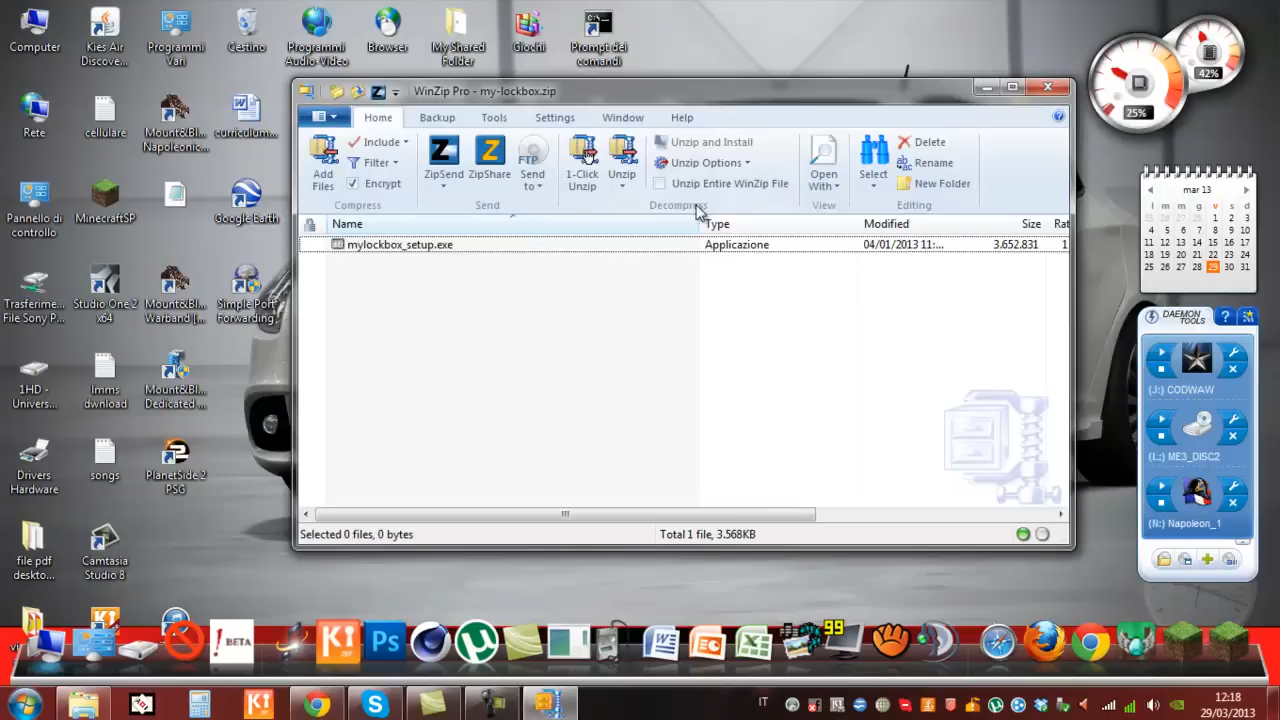 Computer
Kies Air Discove...
Programmi Vari
Cestino
Programmi Audio-Video
Browser
My Shared Folder
Giochi
Prompt dei comandi
Rete
cellulare
Mount&Bl... Napoleonic...
curriculum...
Pannello di controllo
MinecraftSP
Google Earth
Trasferime... File Sony P...
Studio One 2 x64
Mount&Bl... Warband [...
Simple Port Forwarding
1HD - Univers...
lmms dwnload
Mount&Bl... Dedicated ...
Drivers Hardware
songs
PlanetSide 2 PSG
file pdf deskto...
Camtasia Studio 8
WinZip Pro - my-lockbox.zip
Home Backup Tools Settings Window Help
Add Files
Include
Filter
Encrypt
Compress
ZipSend
ZipShare
FTP
Send to
Send
1-Click Unzip
Unzip
Unzip and Install
Unzip Options
Unzip Entire WinZip File
Decompress
Open With
View
Select
Delete
Rename
New Folder
Editing
Name Type Modified Size Rat
mylockbox_setup.exe Applicazione 04/01/2013 11:... 3.652.831 1
Selected 0 files, 0 bytes
Total 1 file, 3.568KB
42%
25%
mar 13
l m m g v s d
25 26 27 28 1 2 3
4 5 6 7 8 9 10
11 12 13 14 15 16 17
18 19 20 21 22 23 24
25 26 27 28 29 30 31
DAEMON TOOLS
(J:) CODWAW
(L:) ME3_DISC2
(N:) Napoleon_1
! BETA
Ps
99
IT
12:18
29/03/2013